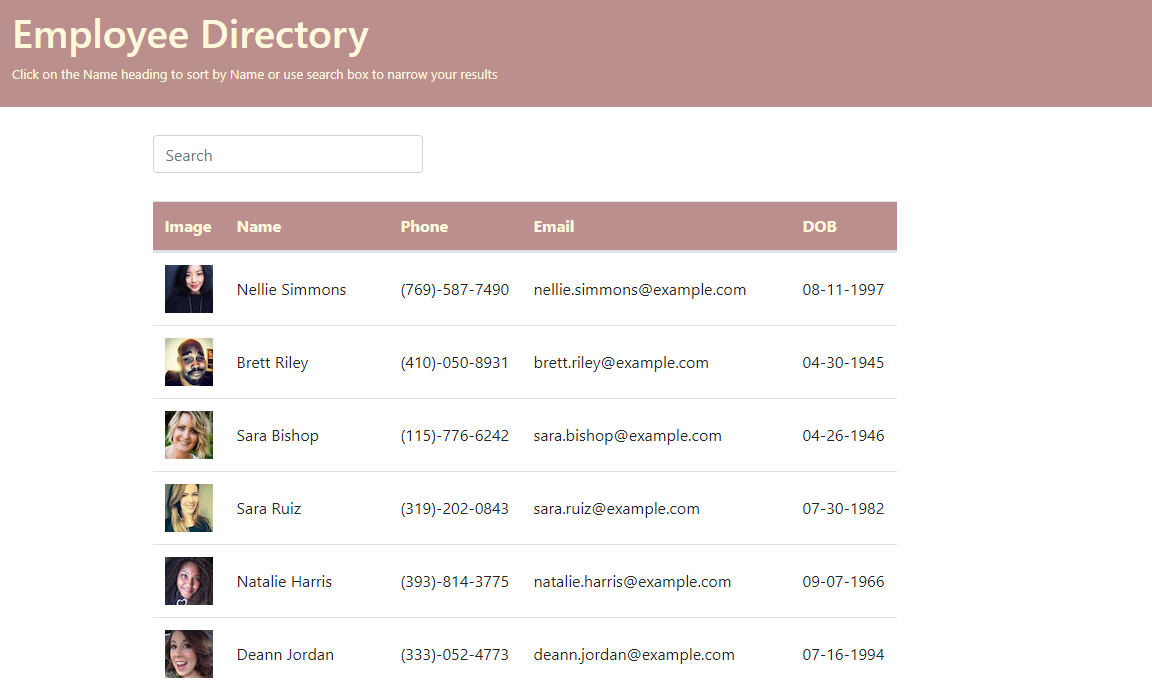 Employee Directory
Click on the Name heading to sort by Name or use search box to narrow your results
Search
Image Name Phone Email DOB
Nellie Simmons (769)-587-7490 nellie.simmons@example.com 08-11-1997
Brett Riley (410)-050-8931 brett.riley@example.com 04-30-1945
Sara Bishop (115)-776-6242 sara.bishop@example.com 04-26-1946
Sara Ruiz (319)-202-0843 sara.ruiz@example.com 07-30-1982
Natalie Harris (393)-814-3775 natalie.harris@example.com 09-07-1966
Deann Jordan (333)-052-4773 deann.jordan@example.com 07-16-1994